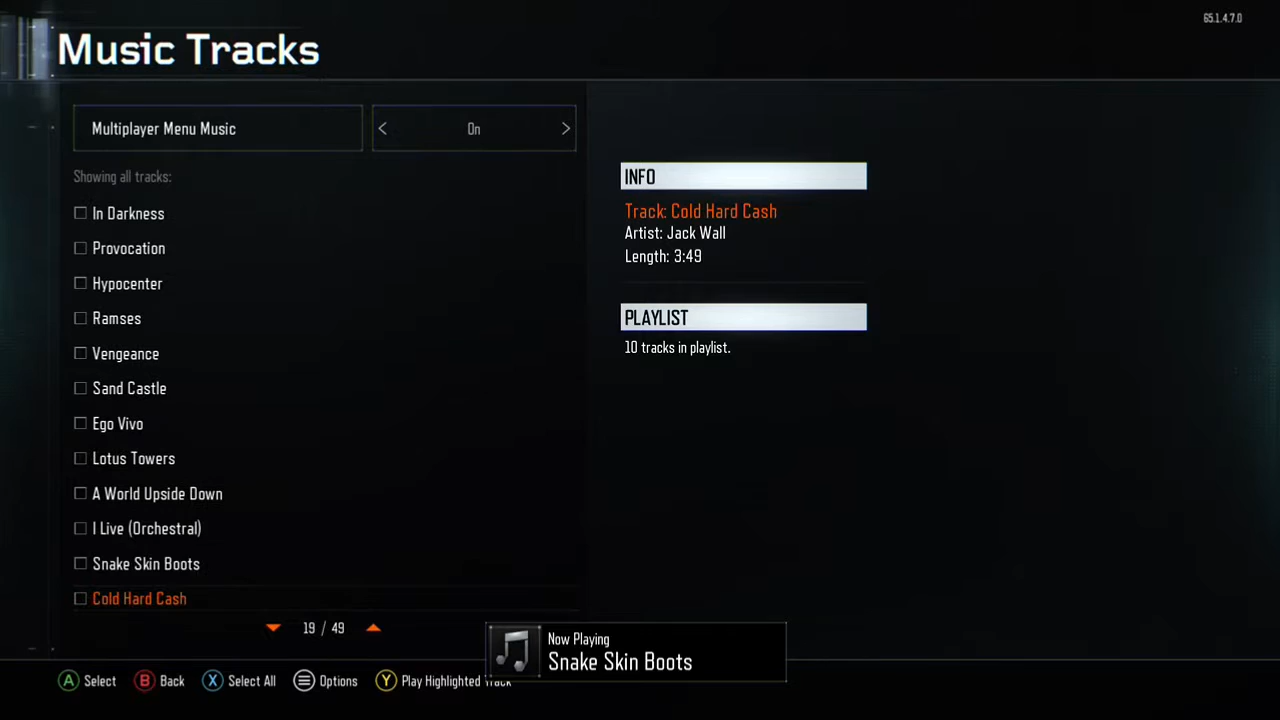 65.1.4.7.0
Music Tracks
Multiplayer Menu Music
On
Showing all tracks:
In Darkness
Provocation
Hypocenter
Ramses
Vengeance
Sand Castle
Ego Vivo
Lotus Towers
A World Upside Down
I Live (Orchestral)
Snake Skin Boots
Cold Hard Cash
19 / 49
INFO
Track: Cold Hard Cash
Artist: Jack Wall
Length: 3:49
PLAYLIST
10 tracks in playlist.
Now Playing
Snake Skin Boots
A Select B Back X Select All Options Y Play Highlighted Track